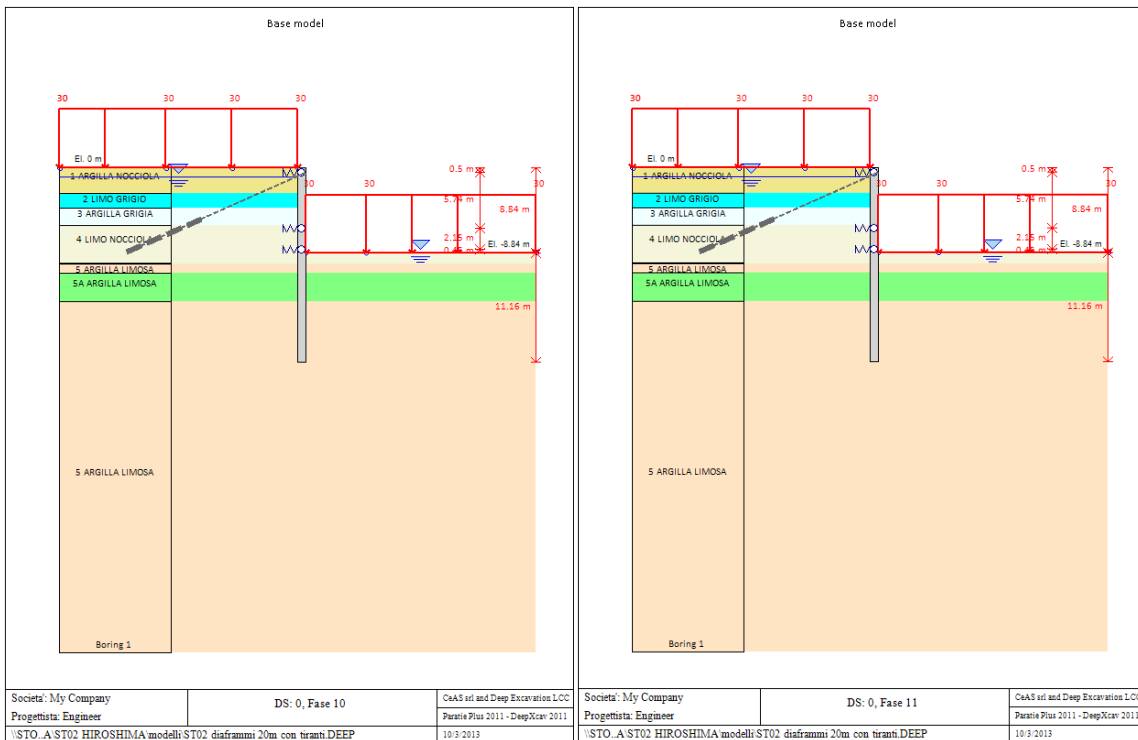 Base model
30 30 30 30
El. 0 m
1 ARGILLA NOCCIOLA
0.5 m
2 LIMO GRIGIO
30 30 30
5.74 m
3 ARGILLA GRIGIA
8.84 m
4 LIMO NOCCIOLA
2.15 m
El. -8.84 m
5 ARGILLA LIMOSA
5A ARGILLA LIMOSA
11.16 m
5 ARGILLA LIMOSA
Boring 1
Societa': My Company
Progettista: Engineer
DS: 0, Fase 10
CeAS srl and Deep Excavation LCC
Paratie Plus 2011 - DeepXcav 2011
\\STO..A\ST02 HIROSHIMA\modelli\ST02 diaframmi 20m con tiranti.DEEP
10/3/2013
Base model
30 30 30 30
El. 0 m
1 ARGILLA NOCCIOLA
0.5 m
2 LIMO GRIGIO
30 30 30
5.74 m
3 ARGILLA GRIGIA
8.84 m
4 LIMO NOCCIOLA
2.15 m
El. -8.84 m
5 ARGILLA LIMOSA
5A ARGILLA LIMOSA
11.16 m
5 ARGILLA LIMOSA
Boring 1
Societa': My Company
Progettista: Engineer
DS: 0, Fase 11
CeAS srl and Deep Excavation LCC
Paratie Plus 2011 - DeepXcav 2011
\\STO..A\ST02 HIROSHIMA\modelli\ST02 diaframmi 20m con tiranti.DEEP
10/3/2013